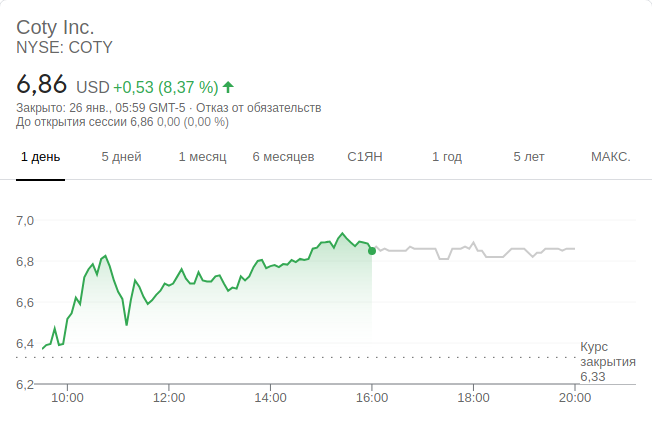 Coty Inc.
NYSE: COTY
6,86 USD +0,53 (8,37 %)
Закрыто: 26 янв., 05:59 GMT-5 · Отказ от обязательств
До открытия сессии 6,86 0,00 (0,00 %)
1 день 5 дней 1 месяц 6 месяцев С1ЯН 1 год 5 лет МАКС.
7,0
6,8
6,6
6,4
Курс
закрытия
6,33
6,2
10:00 12:00 14:00 16:00 18:00 20:00